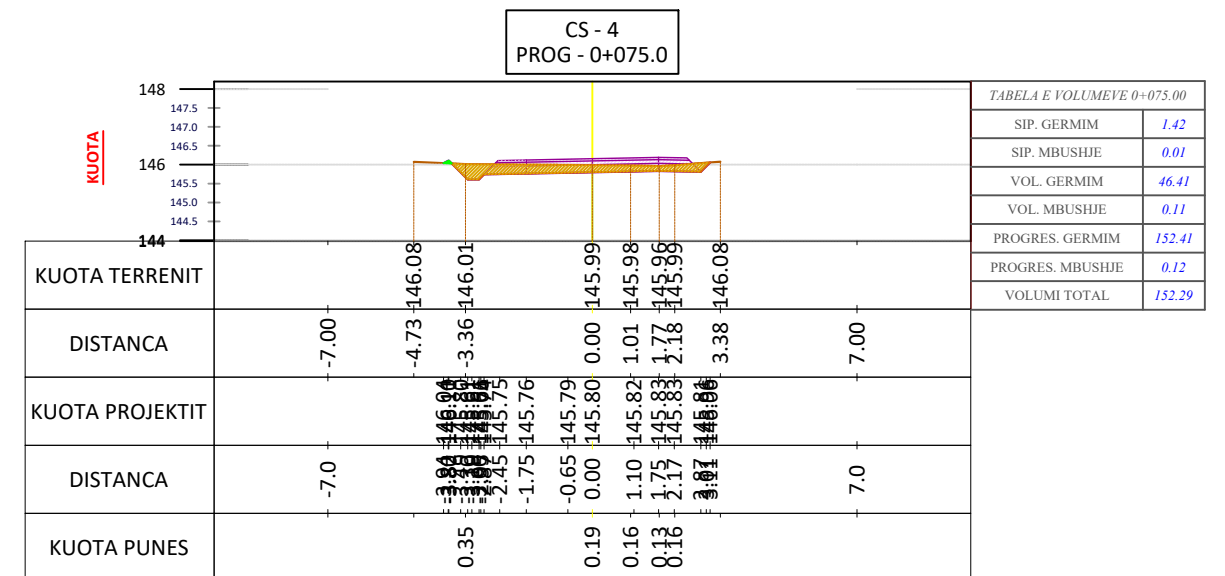 CS - 4
PROG - 0+075.0
148
147.5
147.0
146.5
146
145.5
145.0
144.5
144
KUOTA
TABELA E VOLUMEVE 0+075.00
SIP. GERMIM 1.42
SIP. MBUSHJE 0.01
VOL. GERMIM 46.41
VOL. MBUSHJE 0.11
PROGRES. GERMIM 152.41
PROGRES. MBUSHJE 0.12
VOLUMI TOTAL 152.29
KUOTA TERRENIT 146.08 146.01 145.99 145.98 145.96 145.99 146.08
DISTANCA -7.00 -4.73 -3.36 0.00 1.01 1.77 2.18 3.38 7.00
KUOTA PROJEKTIT 145.75 145.76 145.79 145.80 145.82 145.83 145.83
DISTANCA -7.0 -2.45 -1.75 -0.65 0.00 1.10 1.75 2.17 7.0
KUOTA PUNES 0.35 0.19 0.16 0.13 0.16